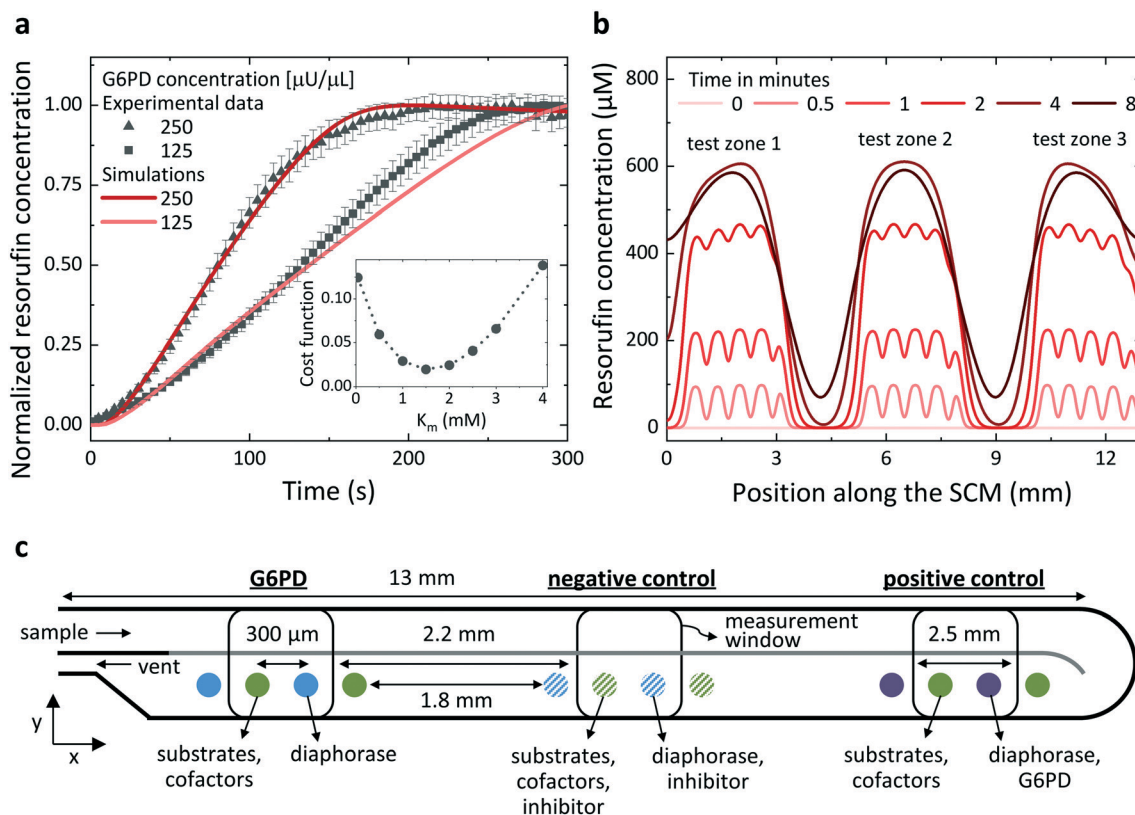 a
G6PD concentration [μU/μL]
Experimental data
250
125
Simulations
250
125
Normalized resorufin concentration
1.00
0.75
0.50
0.25
0.00
0
100
200
300
Time (s)
Cost function
0.10
0.05
0.00
0
1
2
3
4
Km (mM)
b
Time in minutes
0
0.5
1
2
4
8
test zone 1
test zone 2
test zone 3
Resorufin concentration (μM)
800
600
400
200
0
0
3
6
9
12
Position along the SCM (mm)
c
G6PD
13 mm
negative control
positive control
sample
300 μm
2.2 mm
measurement
window
2.5 mm
vent
1.8 mm
y
x
substrates,
cofactors
diaphorase
substrates,
cofactors,
inhibitor
diaphorase,
inhibitor
substrates,
cofactors
diaphorase,
G6PD